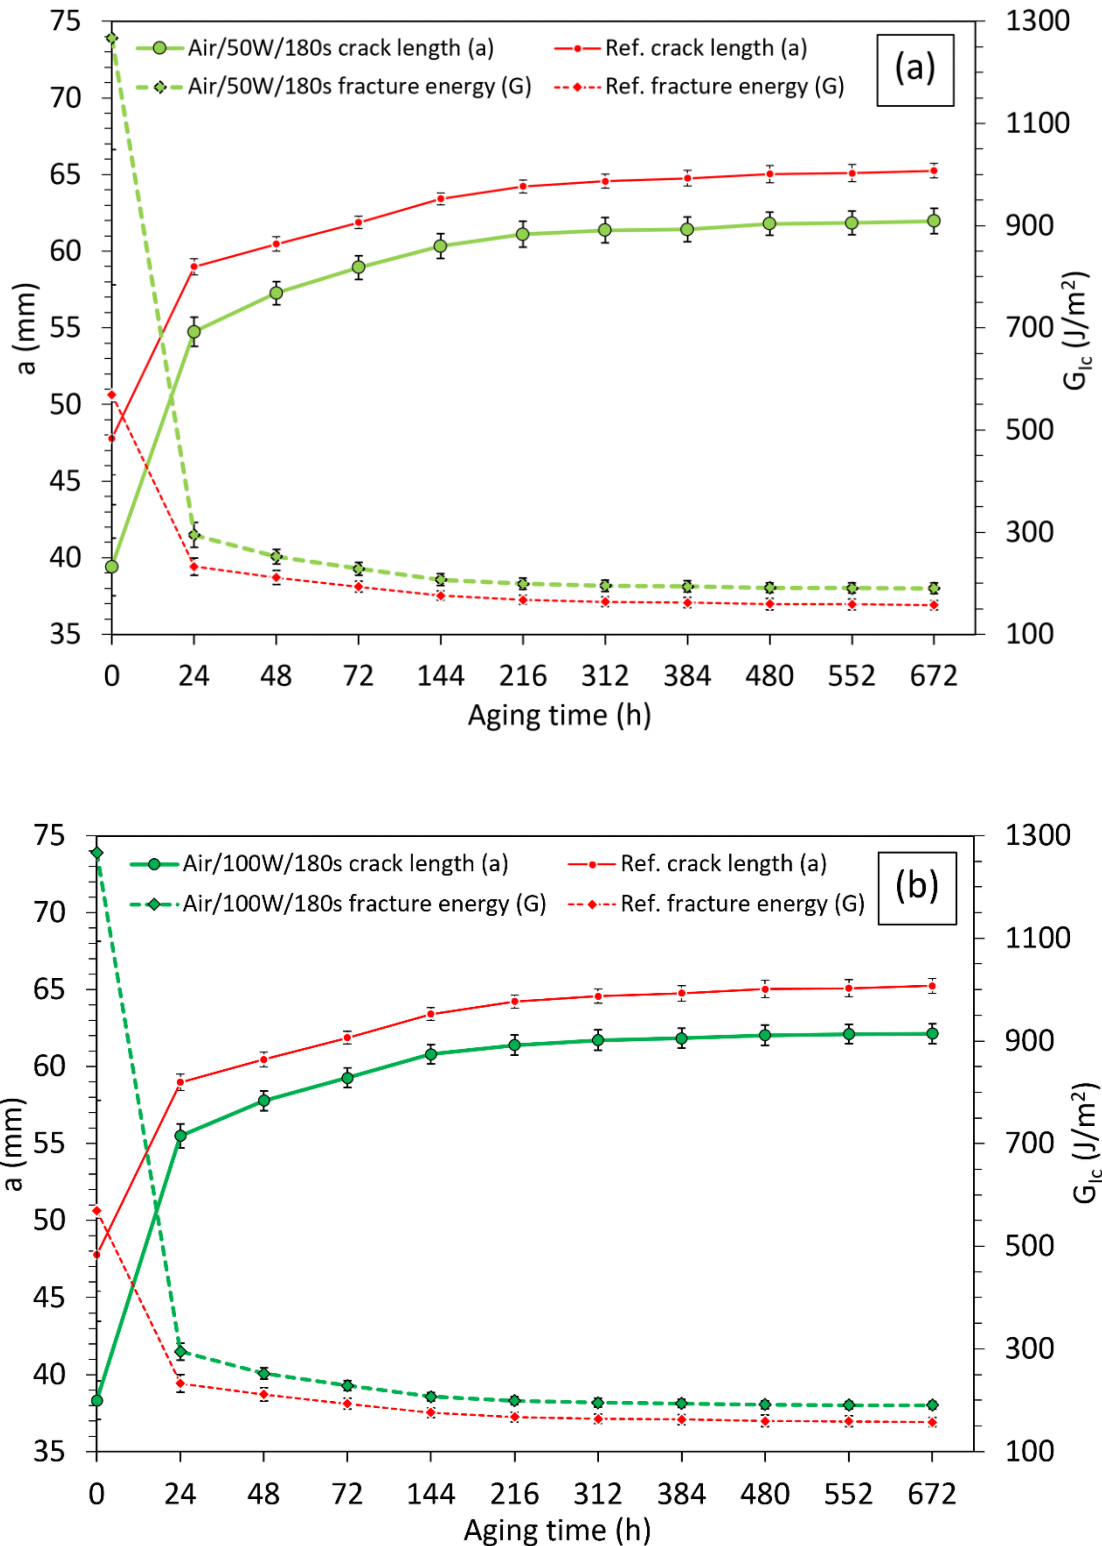 Air/50W/180s crack length (a) Ref. crack length (a)
Air/50W/180s fracture energy (G) Ref. fracture energy (G)
(a)
75
70
65
60
55
50
45
40
35
a (mm)
1300
1100
900
700
500
300
100
G_Ic (J/m²)
0 24 48 72 144 216 312 384 480 552 672
Aging time (h)
Air/100W/180s crack length (a) Ref. crack length (a)
Air/100W/180s fracture energy (G) Ref. fracture energy (G)
(b)
75
70
65
60
55
50
45
40
35
a (mm)
1300
1100
900
700
500
300
100
G_Ic (J/m²)
0 24 48 72 144 216 312 384 480 552 672
Aging time (h)